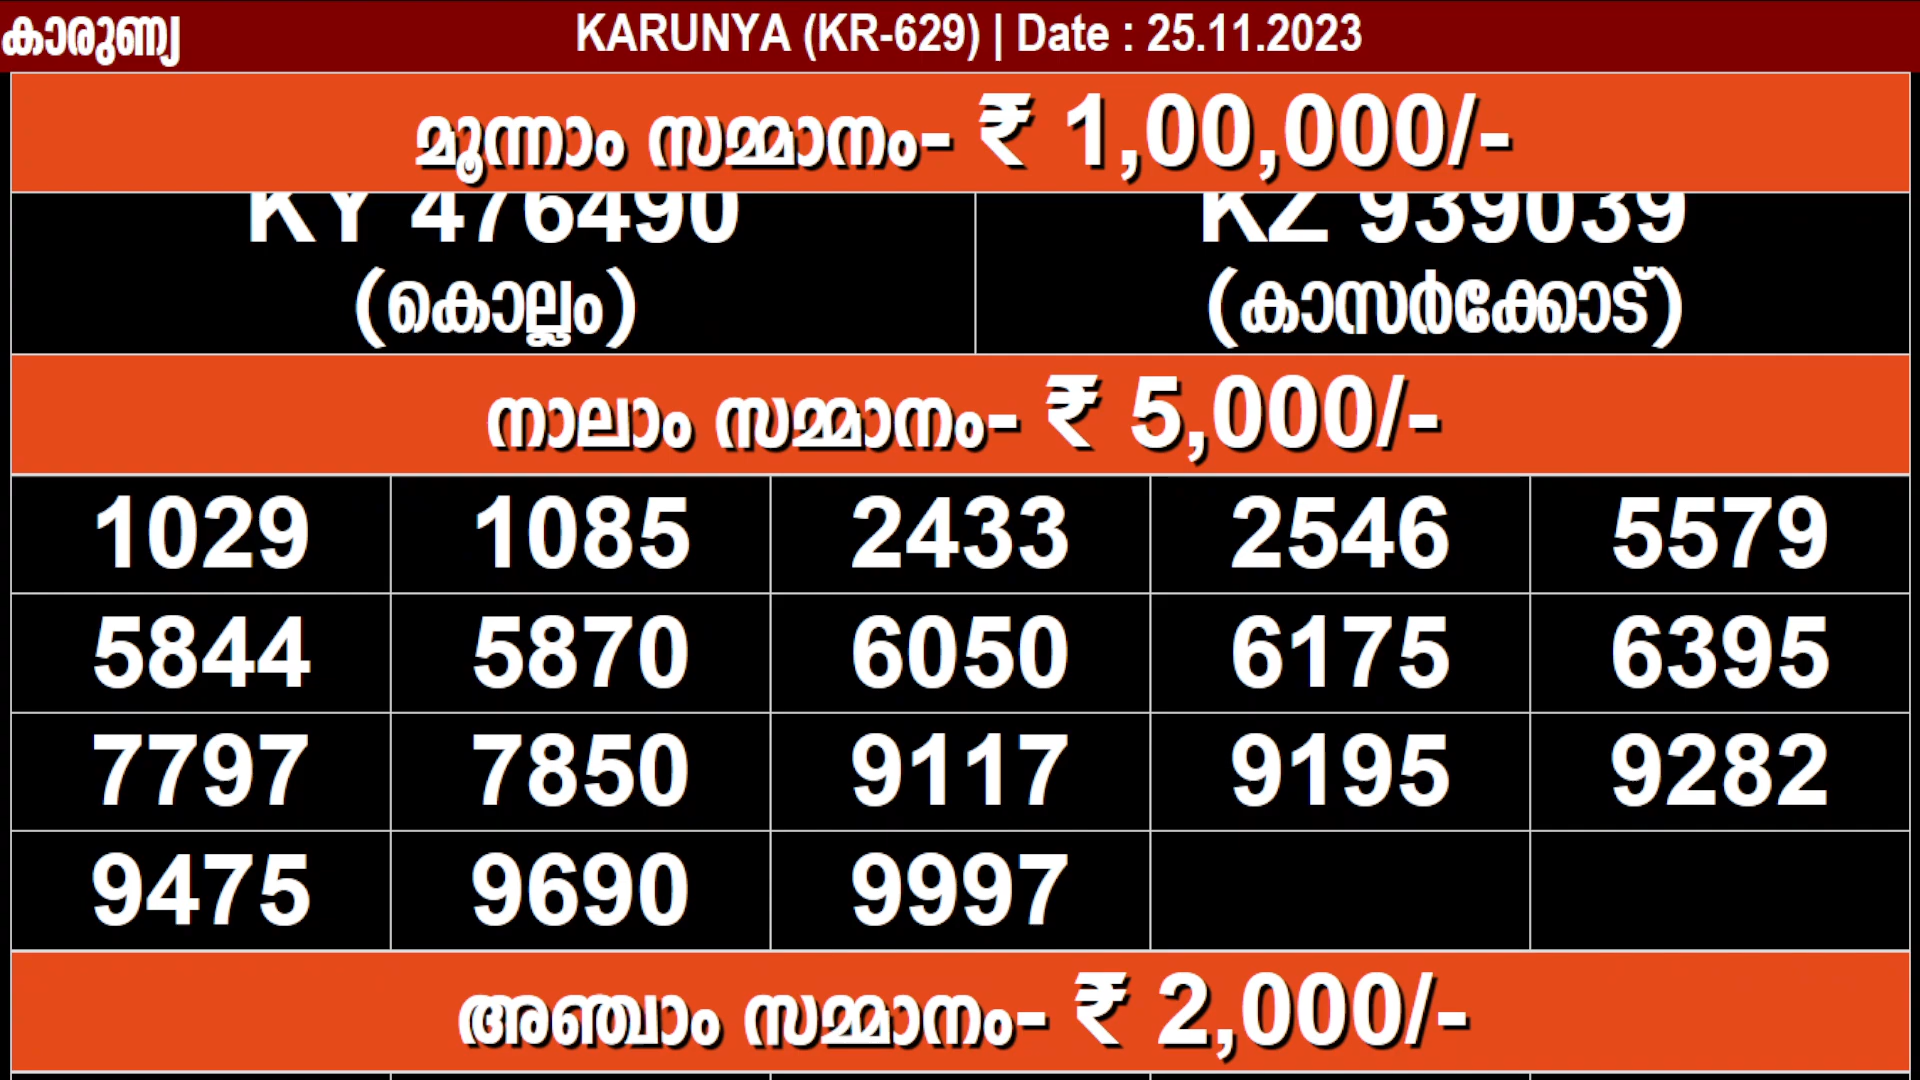 കാരുണ്യ KARUNYA (KR-629) | Date : 25.11.2023
മൂന്നാം സമ്മാനം- ₹ 1,00,000/-
KY 476490 KZ 939039
(കൊല്ലം) (കാസർക്കോട്)
നാലാം സമ്മാനം- ₹ 5,000/-
1029 1085 2433 2546 5579
5844 5870 6050 6175 6395
7797 7850 9117 9195 9282
9475 9690 9997
അഞ്ചാം സമ്മാനം- ₹ 2,000/-